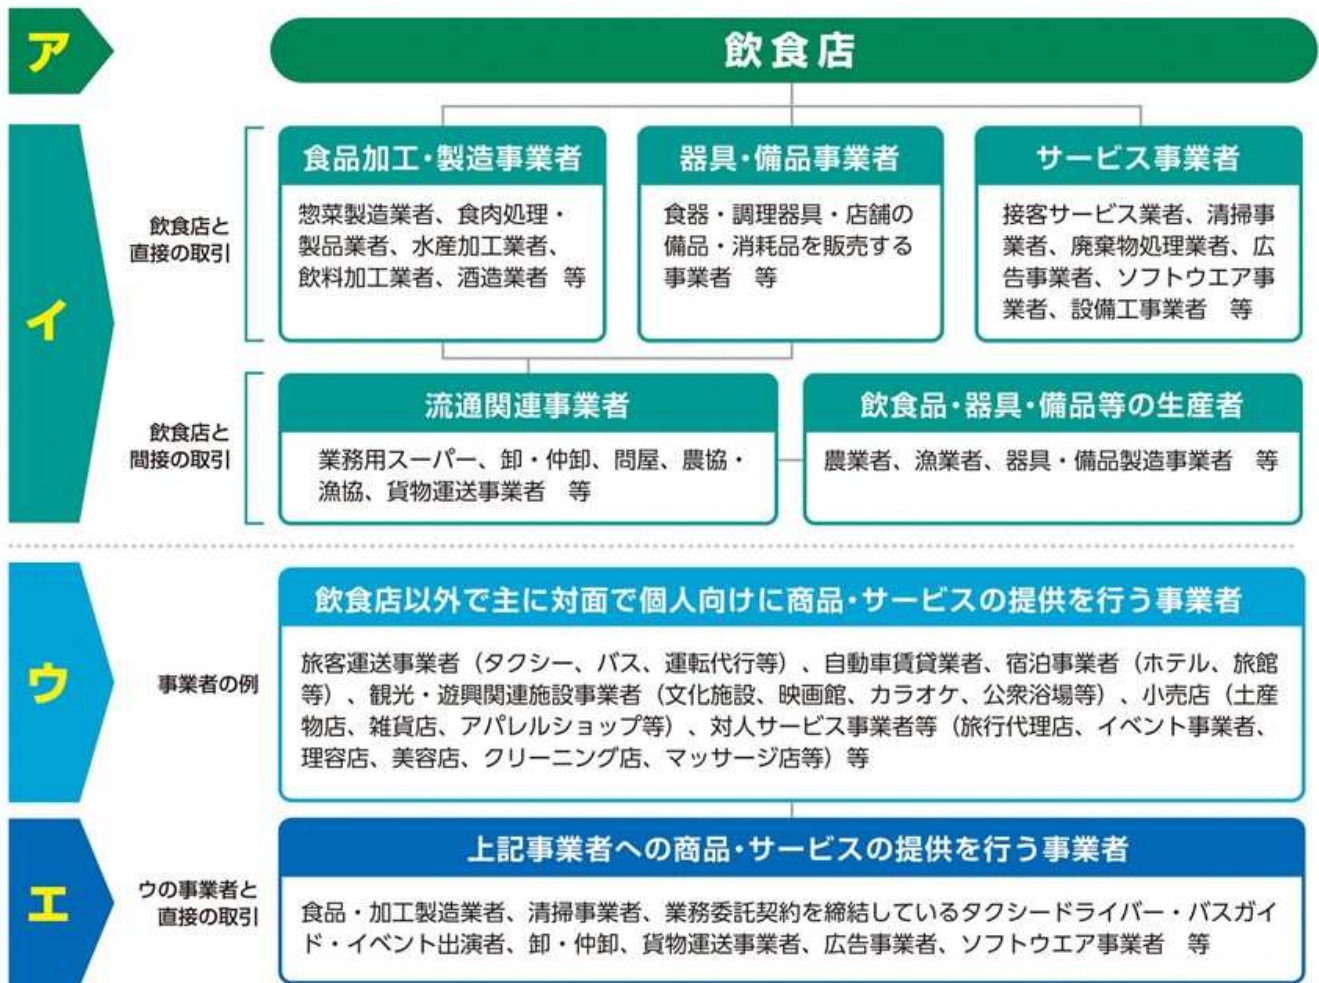 ア
飲食店
イ
飲食店と
直接の取引
食品加工・製造事業者
惣菜製造業者、食肉処理・
製品業者、水産加工業者、
飲料加工業者、酒造業者 等
器具・備品事業者
食器・調理器具・店舗の
備品・消耗品を販売する
事業者　等
サービス事業者
接客サービス業者、清掃事
業者、廃棄物処理業者、広
告事業者、ソフトウエア事
業者、設備工事業者　等
飲食店と
間接の取引
流通関連事業者
業務用スーパー、卸・仲卸、問屋、農協・
漁協、貨物運送事業者　等
飲食品・器具・備品等の生産者
農業者、漁業者、器具・備品製造事業者　等
ウ
事業者の例
飲食店以外で主に対面で個人向けに商品・サービスの提供を行う事業者
旅客運送事業者（タクシー、バス、運転代行等）、自動車賃貸業者、宿泊事業者（ホテル、旅館
等）、観光・遊興関連施設事業者（文化施設、映画館、カラオケ、公衆浴場等）、小売店（土産
物店、雑貨店、アパレルショップ等）、対人サービス事業者等（旅行代理店、イベント事業者、
理容店、美容店、クリーニング店、マッサージ店等）等
エ
ウの事業者と
直接の取引
上記事業者への商品・サービスの提供を行う事業者
食品・加工製造業者、清掃事業者、業務委託契約を締結しているタクシードライバー・バスガイ
ド・イベント出演者、卸・仲卸、貨物運送事業者、広告事業者、ソフトウエア事業者　等